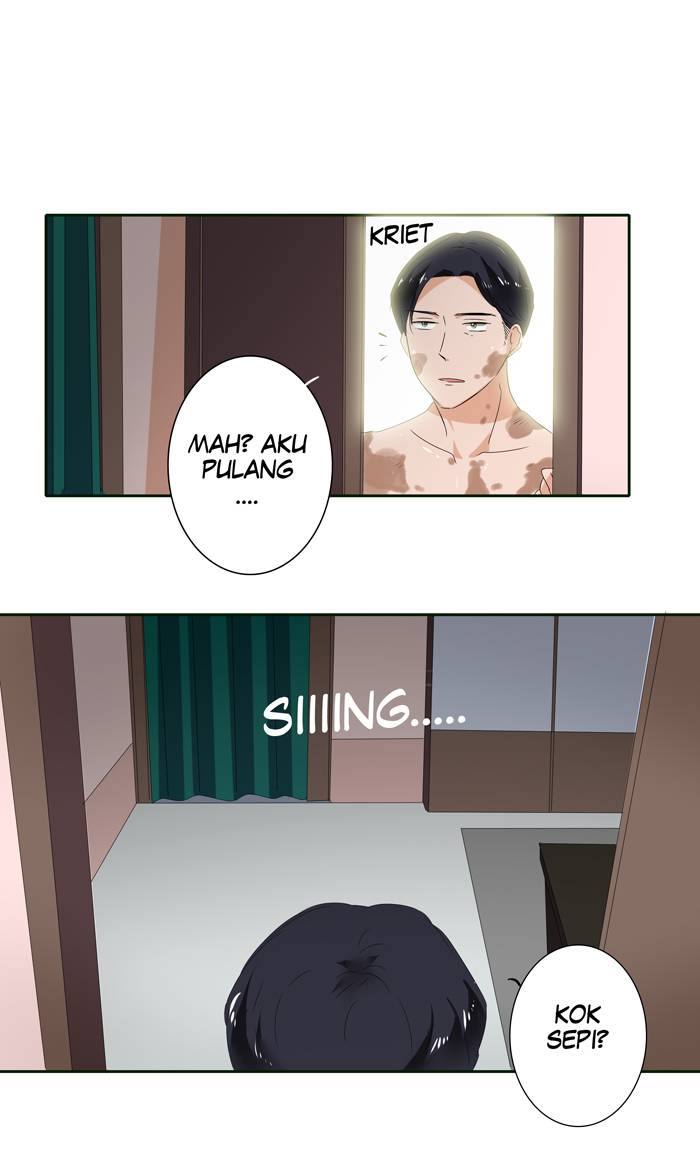 KRIET
MAH? AKU
PULANG
....
SIIIING.....
KOK
SEPI?